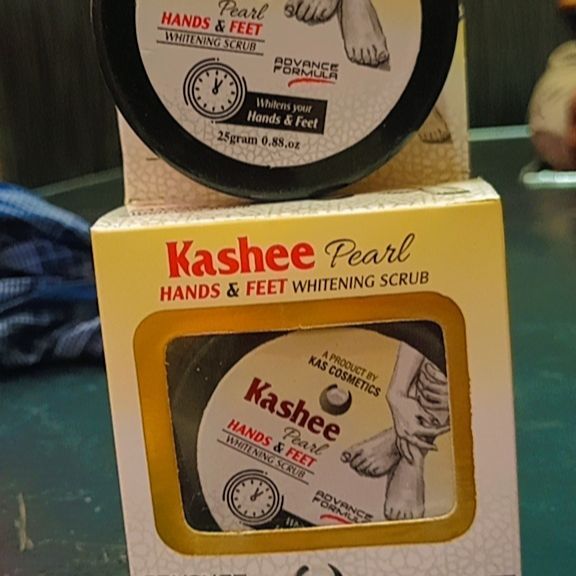 Pearl
HANDS & FEET
WHITENING SCRUB
ADVANCE
FORMULA
Whitens your
Hands & Feet
25gram 0.88.oz
Kashee Pearl
HANDS & FEET WHITENING SCRUB
A PRODUCT BY
KAS COSMETICS
Kashee
Pearl
HANDS & FEET
WHITENING SCRUB
ADVANCE
FORMULA